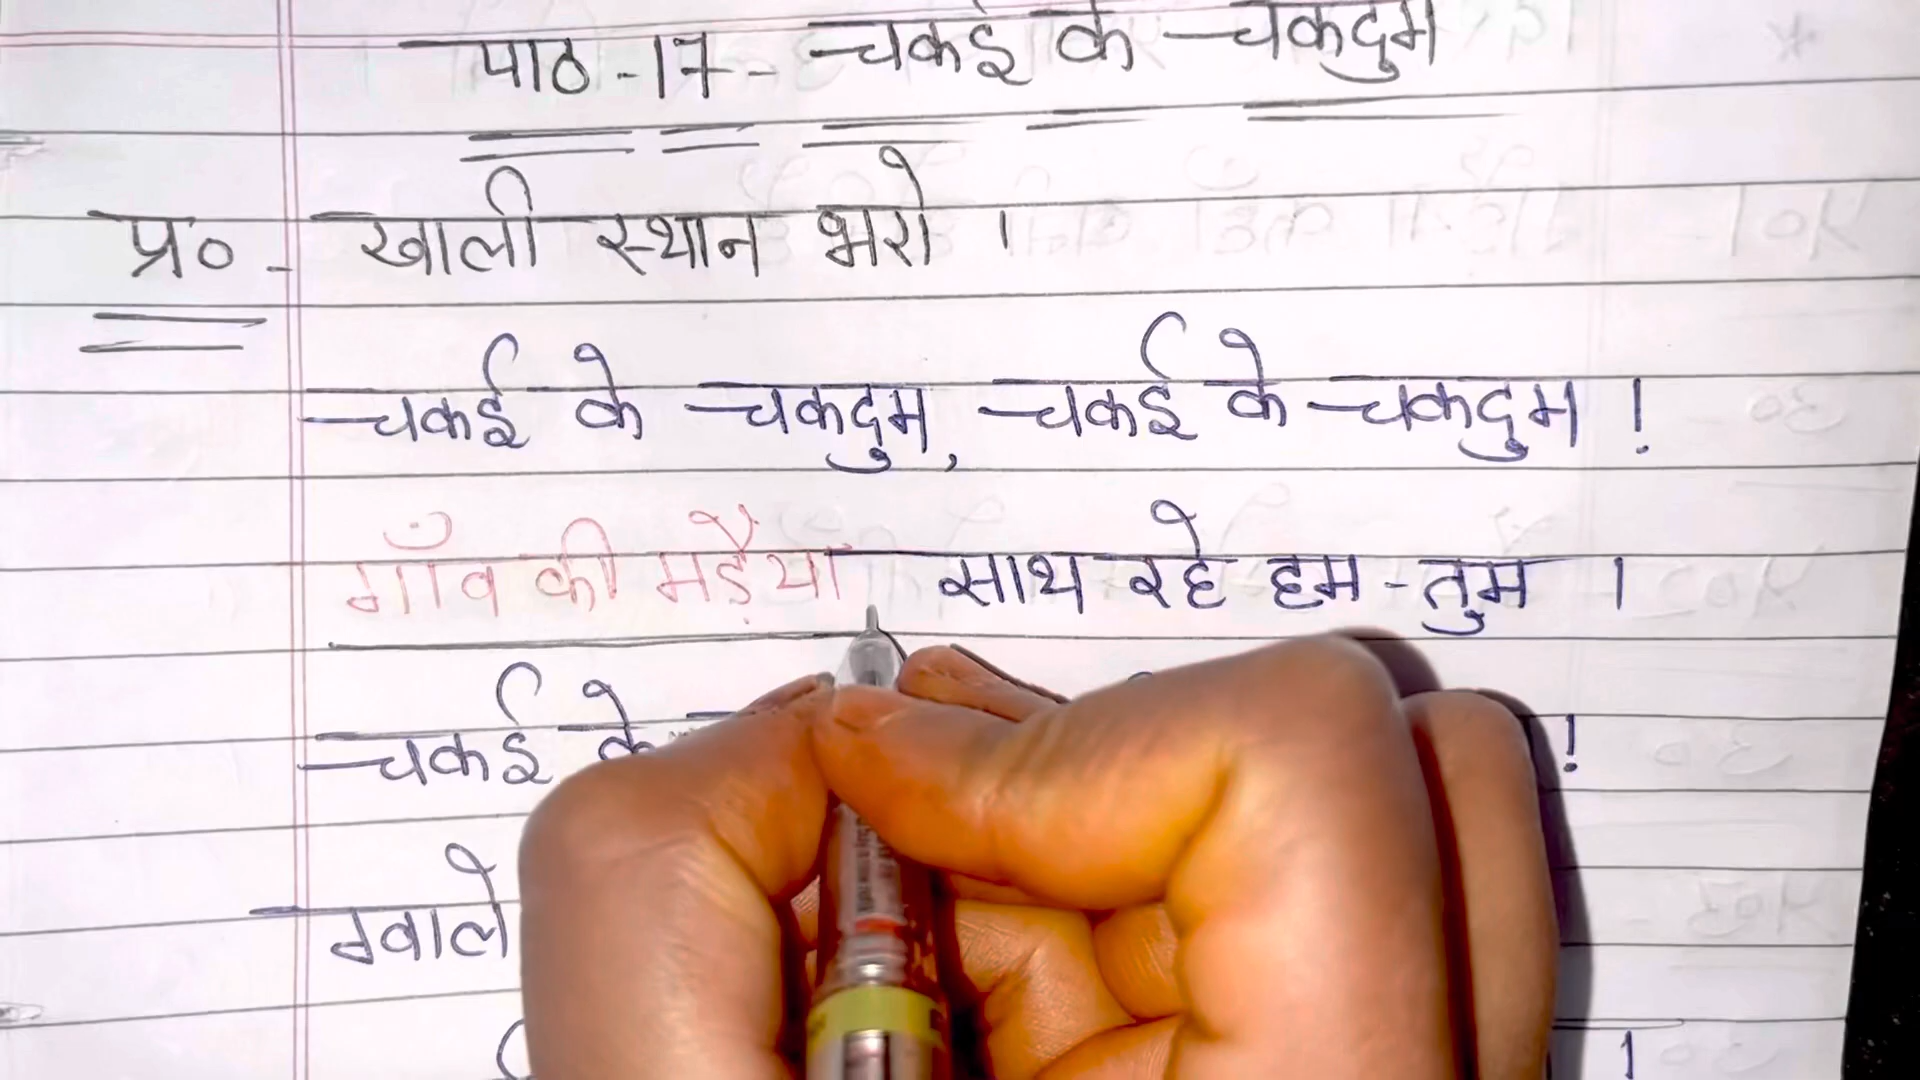 पाठ-17- चकई के चकदुम
प्र० - खाली स्थान भरो ।
चकई के चकदुम, चकई के चकदुम !
गाँव की मड़ैया साथ रहे हम-तुम ।
चकई के !
ग्वाले
।